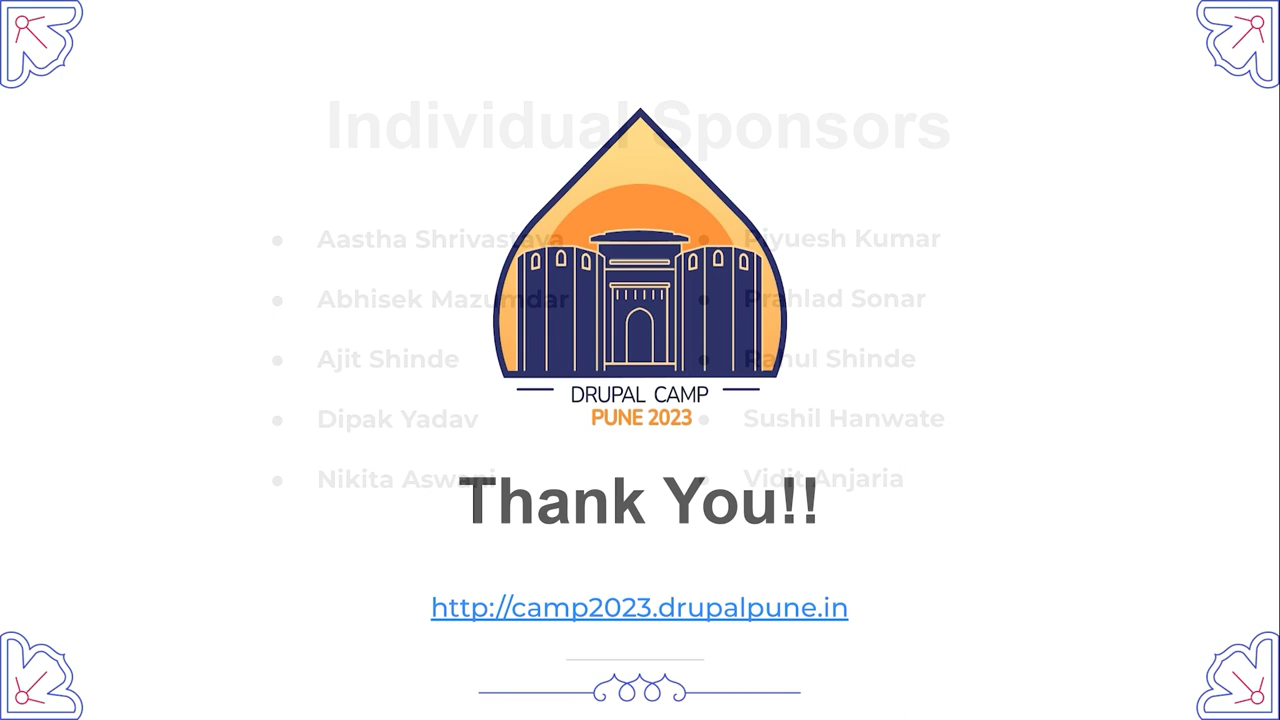 Individual Sponsors
Aastha Shrivastava
Piyuesh Kumar
Abhisek Mazumdar
Prahlad Sonar
Ajit Shinde
Rahul Shinde
DRUPAL CAMP
PUNE 2023
Dipak Yadav
Sushil Hanwate
Nikita Aswani
Vidit Anjaria
Thank You!!
http://camp2023.drupalpune.in